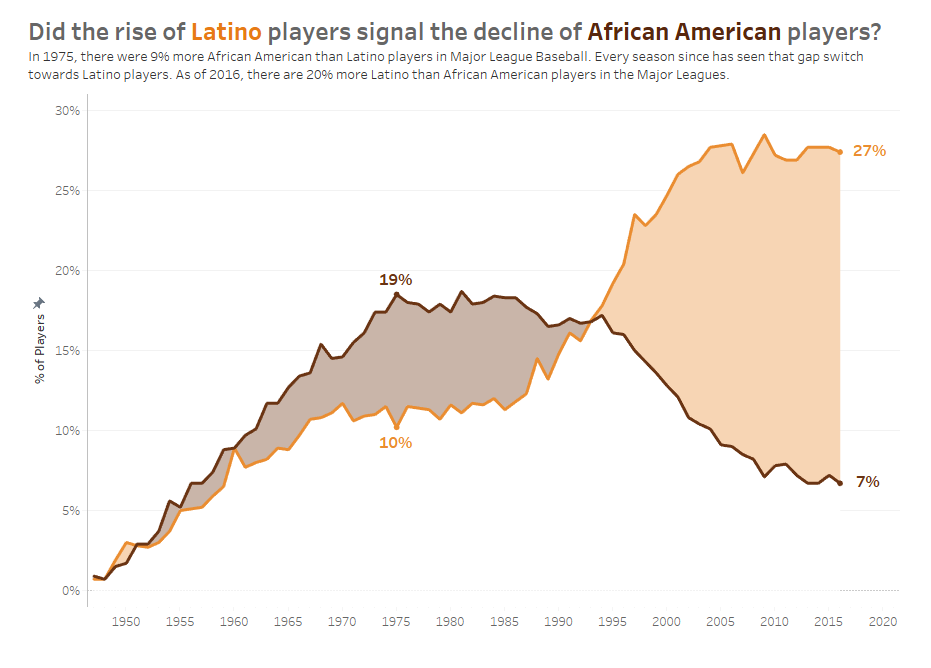 Did the rise of Latino players signal the decline of African American players?
In 1975, there were 9% more African American than Latino players in Major League Baseball. Every season since has seen that gap switch
towards Latino players. As of 2016, there are 20% more Latino than African American players in the Major Leagues.
30%
27%
25%
20%
19%
% of Players
15%
10%
10%
7%
5%
0%
1950 1955 1960 1965 1970 1975 1980 1985 1990 1995 2000 2005 2010 2015 2020